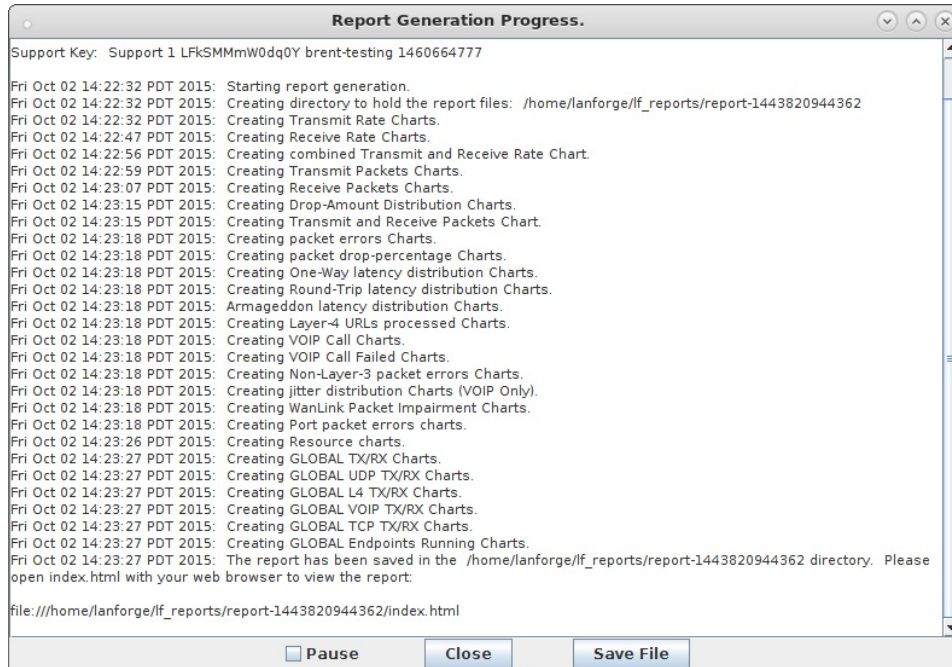 Report Generation Progress.
Support Key:  Support 1 LFkSMMmW0dq0Y brent-testing 1460664777
Fri Oct 02 14:22:32 PDT 2015:  Starting report generation.
Fri Oct 02 14:22:32 PDT 2015:  Creating directory to hold the report files:  /home/lanforge/lf_reports/report-1443820944362
Fri Oct 02 14:22:32 PDT 2015:  Creating Transmit Rate Charts.
Fri Oct 02 14:22:47 PDT 2015:  Creating Receive Rate Charts.
Fri Oct 02 14:22:56 PDT 2015:  Creating combined Transmit and Receive Rate Chart.
Fri Oct 02 14:22:59 PDT 2015:  Creating Transmit Packets Charts.
Fri Oct 02 14:23:07 PDT 2015:  Creating Receive Packets Charts.
Fri Oct 02 14:23:15 PDT 2015:  Creating Drop-Amount Distribution Charts.
Fri Oct 02 14:23:15 PDT 2015:  Creating Transmit and Receive Packets Chart.
Fri Oct 02 14:23:18 PDT 2015:  Creating packet errors Charts.
Fri Oct 02 14:23:18 PDT 2015:  Creating packet drop-percentage Charts.
Fri Oct 02 14:23:18 PDT 2015:  Creating One-Way latency distribution Charts.
Fri Oct 02 14:23:18 PDT 2015:  Creating Round-Trip latency distribution Charts.
Fri Oct 02 14:23:18 PDT 2015:  Armageddon latency distribution Charts.
Fri Oct 02 14:23:18 PDT 2015:  Creating Layer-4 URLs processed Charts.
Fri Oct 02 14:23:18 PDT 2015:  Creating VOIP Call Charts.
Fri Oct 02 14:23:18 PDT 2015:  Creating VOIP Call Failed Charts.
Fri Oct 02 14:23:18 PDT 2015:  Creating Non-Layer-3 packet errors Charts.
Fri Oct 02 14:23:18 PDT 2015:  Creating jitter distribution Charts (VOIP Only).
Fri Oct 02 14:23:18 PDT 2015:  Creating WanLink Packet Impairment Charts.
Fri Oct 02 14:23:18 PDT 2015:  Creating Port packet errors charts.
Fri Oct 02 14:23:26 PDT 2015:  Creating Resource charts.
Fri Oct 02 14:23:27 PDT 2015:  Creating GLOBAL TX/RX Charts.
Fri Oct 02 14:23:27 PDT 2015:  Creating GLOBAL UDP TX/RX Charts.
Fri Oct 02 14:23:27 PDT 2015:  Creating GLOBAL L4 TX/RX Charts.
Fri Oct 02 14:23:27 PDT 2015:  Creating GLOBAL VOIP TX/RX Charts.
Fri Oct 02 14:23:27 PDT 2015:  Creating GLOBAL TCP TX/RX Charts.
Fri Oct 02 14:23:27 PDT 2015:  Creating GLOBAL Endpoints Running Charts.
Fri Oct 02 14:23:27 PDT 2015:  The report has been saved in the  /home/lanforge/lf_reports/report-1443820944362 directory.  Please
open index.html with your web browser to view the report:
file:///home/lanforge/lf_reports/report-1443820944362/index.html
Pause Close Save File